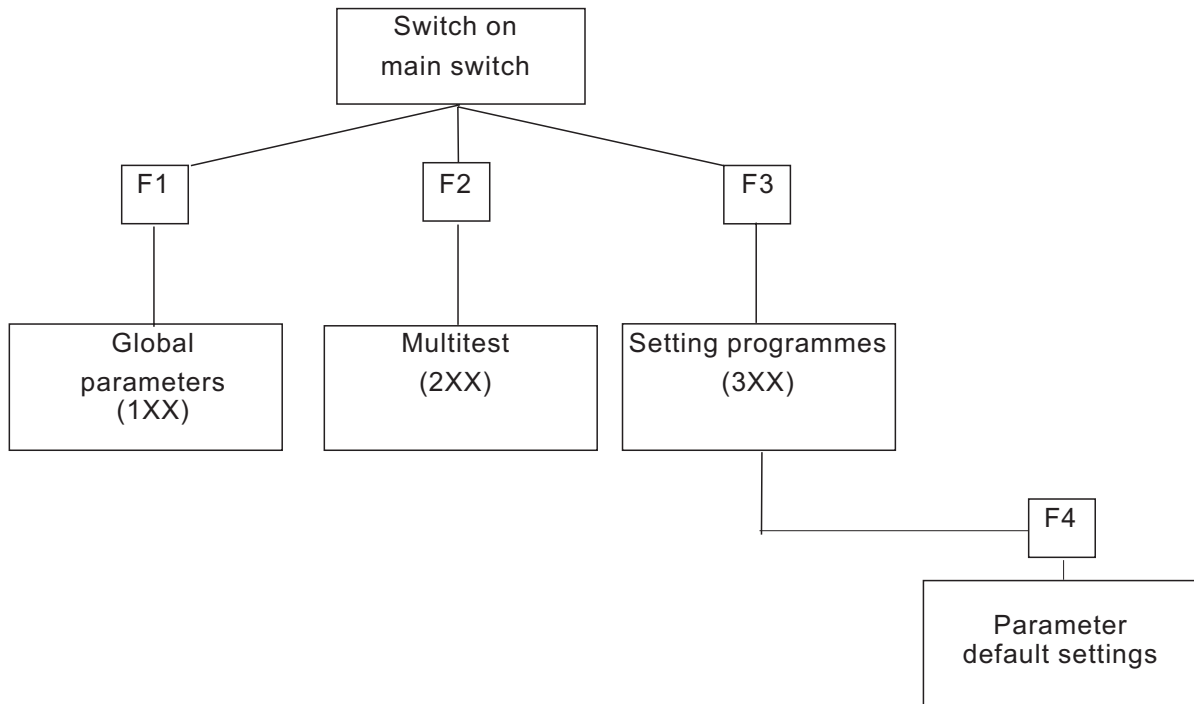 Switch on
main switch
F1
F2
F3
Global
parameters
(1XX)
Multitest
(2XX)
Setting programmes
(3XX)
F4
Parameter
default settings